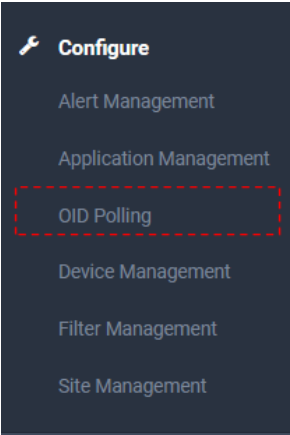 Configure
Alert Management
Application Management
OID Polling
Device Management
Filter Management
Site Management